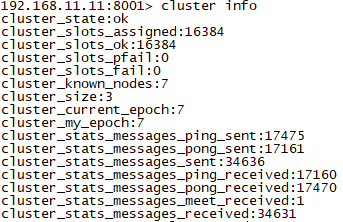 192.168.11.11:8001> cluster info
cluster_state:ok
cluster_slots_assigned:16384
cluster_slots_ok:16384
cluster_slots_pfail:0
cluster_slots_fail:0
cluster_known_nodes:7
cluster_size:3
cluster_current_epoch:7
cluster_my_epoch:7
cluster_stats_messages_ping_sent:17475
cluster_stats_messages_pong_sent:17161
cluster_stats_messages_sent:34636
cluster_stats_messages_ping_received:17160
cluster_stats_messages_pong_received:17470
cluster_stats_messages_meet_received:1
cluster_stats_messages_received:34631